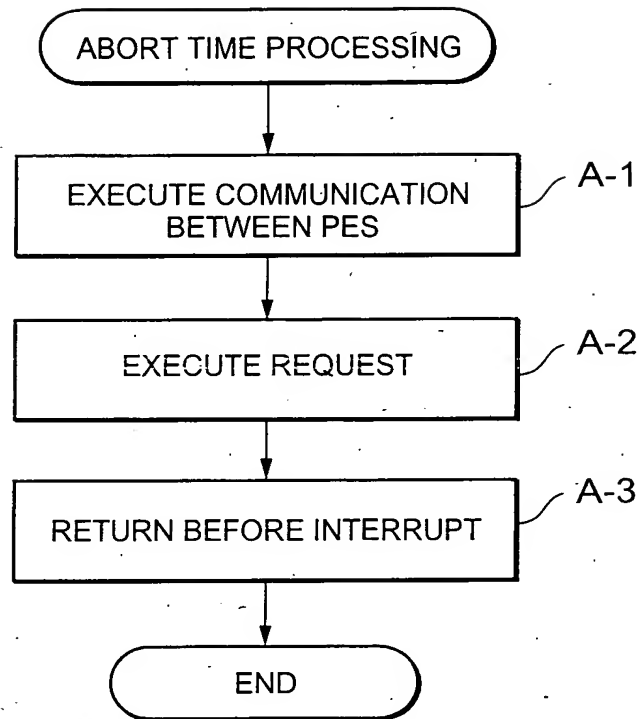 ABORT TIME PROCESSING
EXECUTE COMMUNICATION
BETWEEN PES
A-1
EXECUTE REQUEST
A-2
RETURN BEFORE INTERRUPT
A-3
END